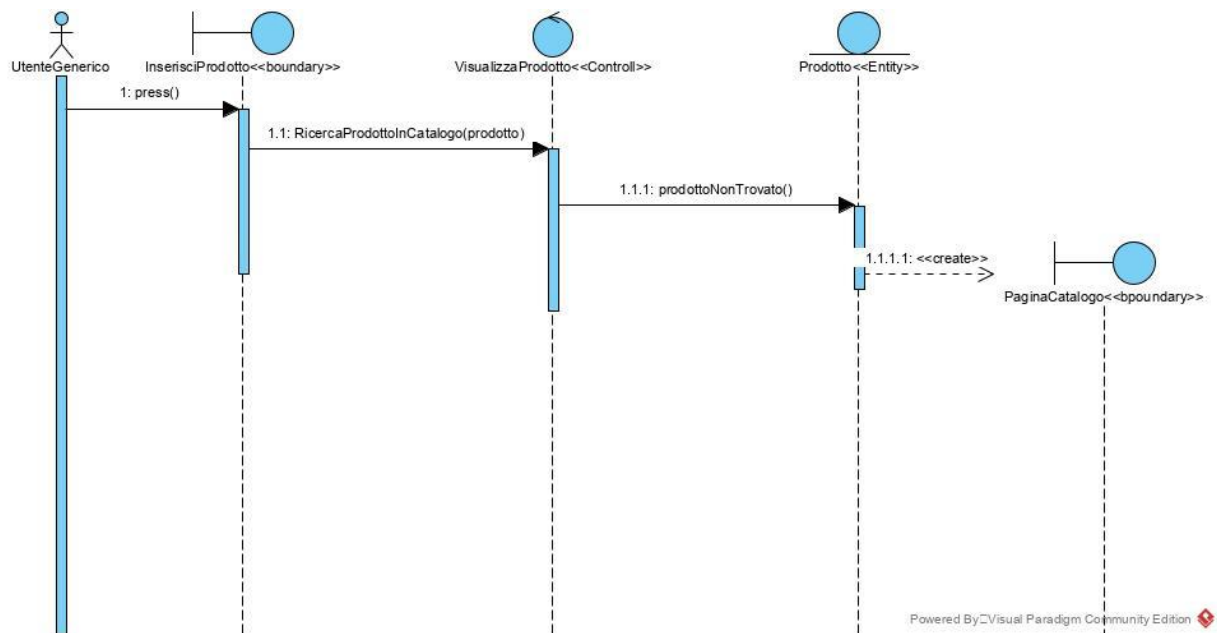 UtenteGenerico
InserisciProdotto<<boundary>>
VisualizzaProdotto<<Controll>>
Prodotto<<Entity>>
1: press()
1.1: RicercaProdottoInCatalogo(prodotto)
1.1.1: prodottoNonTrovato()
1.1.1.1: <<create>>
PaginaCatalogo<<bpoundary>>
Powered By Visual Paradigm Community Edition